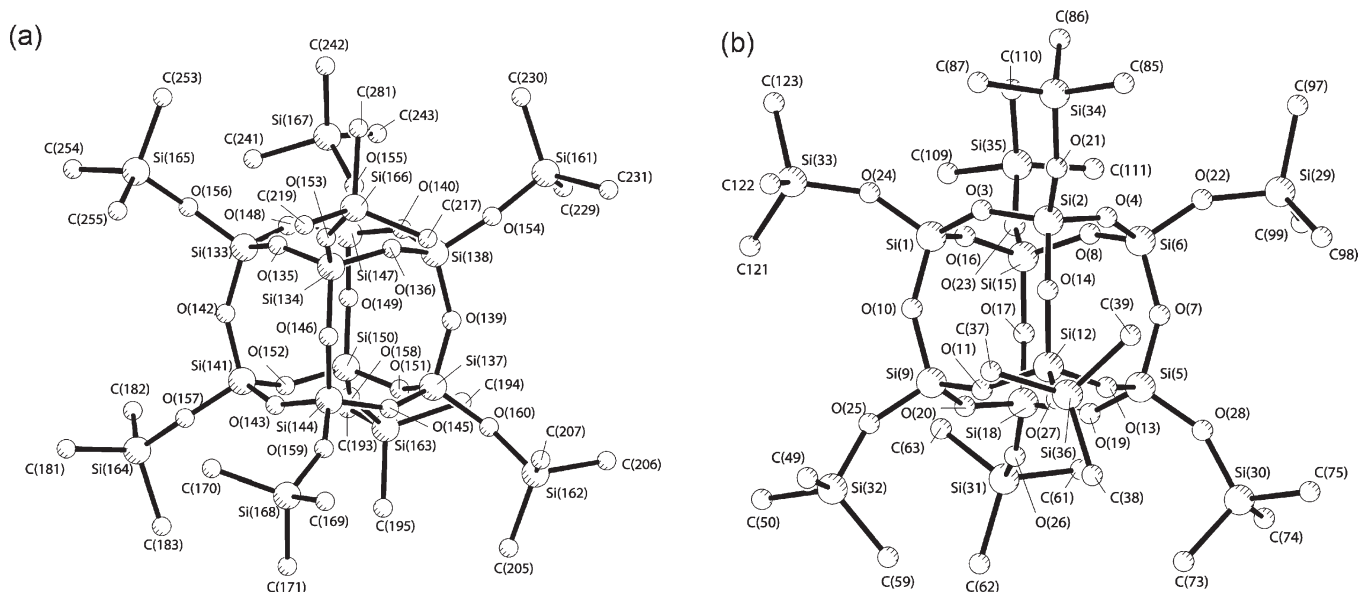 (a)
C(242)
C(253)
C(281)
C(230)
Si(167)
C(243)
C(241)
C(254)
Si(165)
O(155)
Si(161)
Si(166)
O(153)
O(140)
C(231)
O(156)
C(219)
C(217)
C(229)
C(255)
O(148)
O(154)
Si(133)
Si(138)
O(135)
Si(147)
O(136)
Si(134)
O(149)
O(142)
O(139)
O(146)
Si(150)
O(152)
O(158)
Si(137)
O(151)
Si(141)
C(182)
C(194)
O(157)
O(143)
Si(144)
O(145)
O(160)
C(193)
Si(163)
C(207)
O(159)
C(181)
Si(164)
C(206)
C(170)
Si(162)
Si(168)
C(169)
C(195)
C(183)
C(205)
C(171)
(b)
C(86)
C(110)
C(87)
C(85)
C(123)
C(97)
Si(34)
Si(35)
O(21)
Si(33)
C(109)
C(111)
O(22)
Si(29)
C(122)
O(24)
O(3)
Si(2)
O(4)
C(99)
Si(1)
Si(6)
C(98)
C(121)
O(16)
O(8)
O(23)
Si(15)
O(14)
C(39)
O(10)
O(17)
O(7)
C(37)
Si(12)
O(11)
Si(9)
Si(5)
O(25)
O(20)
O(13)
O(28)
Si(18)
O(27)
O(19)
C(63)
Si(36)
C(49)
Si(32)
Si(31)
C(61)
C(38)
Si(30)
C(75)
C(50)
O(26)
C(74)
C(59)
C(62)
C(73)